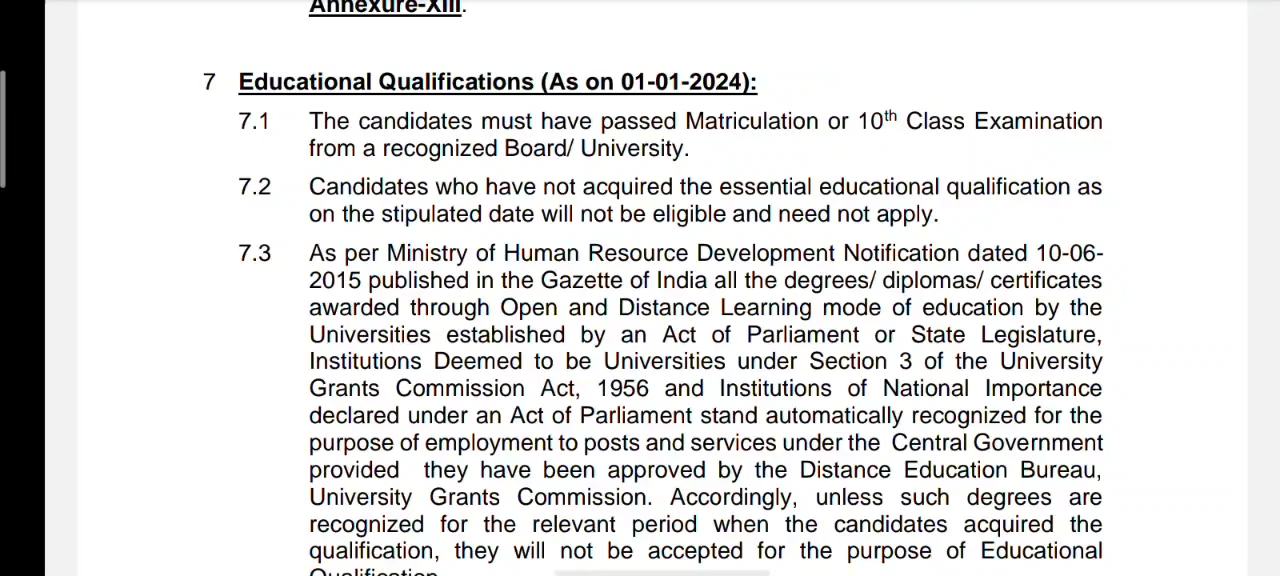 Annexure-XIII.
7 Educational Qualifications (As on 01-01-2024):
7.1 The candidates must have passed Matriculation or 10th Class Examination
from a recognized Board/ University.
7.2 Candidates who have not acquired the essential educational qualification as
on the stipulated date will not be eligible and need not apply.
7.3 As per Ministry of Human Resource Development Notification dated 10-06-
2015 published in the Gazette of India all the degrees/ diplomas/ certificates
awarded through Open and Distance Learning mode of education by the
Universities established by an Act of Parliament or State Legislature,
Institutions Deemed to be Universities under Section 3 of the University
Grants Commission Act, 1956 and Institutions of National Importance
declared under an Act of Parliament stand automatically recognized for the
purpose of employment to posts and services under the Central Government
provided they have been approved by the Distance Education Bureau,
University Grants Commission. Accordingly, unless such degrees are
recognized for the relevant period when the candidates acquired the
qualification, they will not be accepted for the purpose of Educational
Qualification.